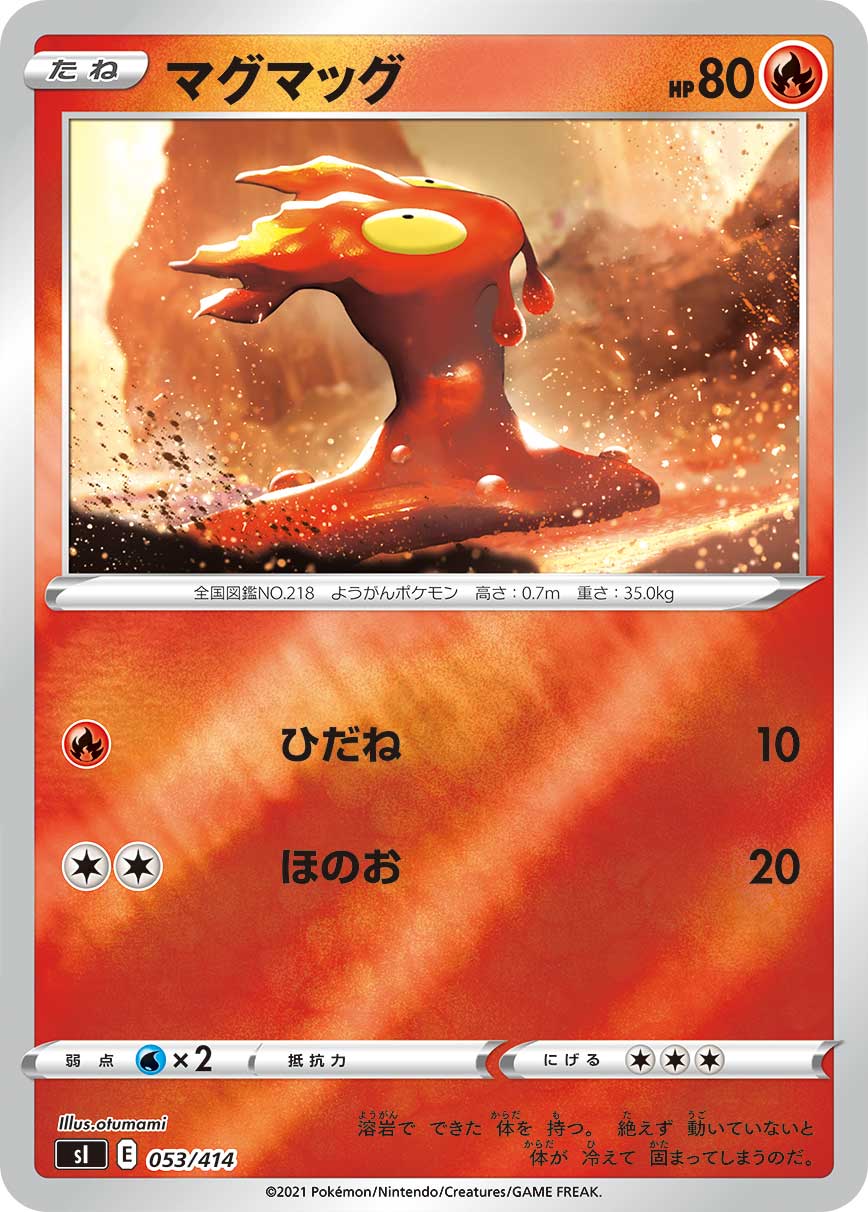 たね マグマッグ HP80
全国図鑑NO.218 ようがんポケモン 高さ:0.7m 重さ:35.0kg
ひだね 10
ほのお 20
弱点 ×2 抵抗力 にげる
Illus.otumami
溶岩で できた 体を 持つ。 絶えず 動いていないと
体が 冷えて 固まってしまうのだ。
sI E 053/414
©2021 Pokémon/Nintendo/Creatures/GAME FREAK.